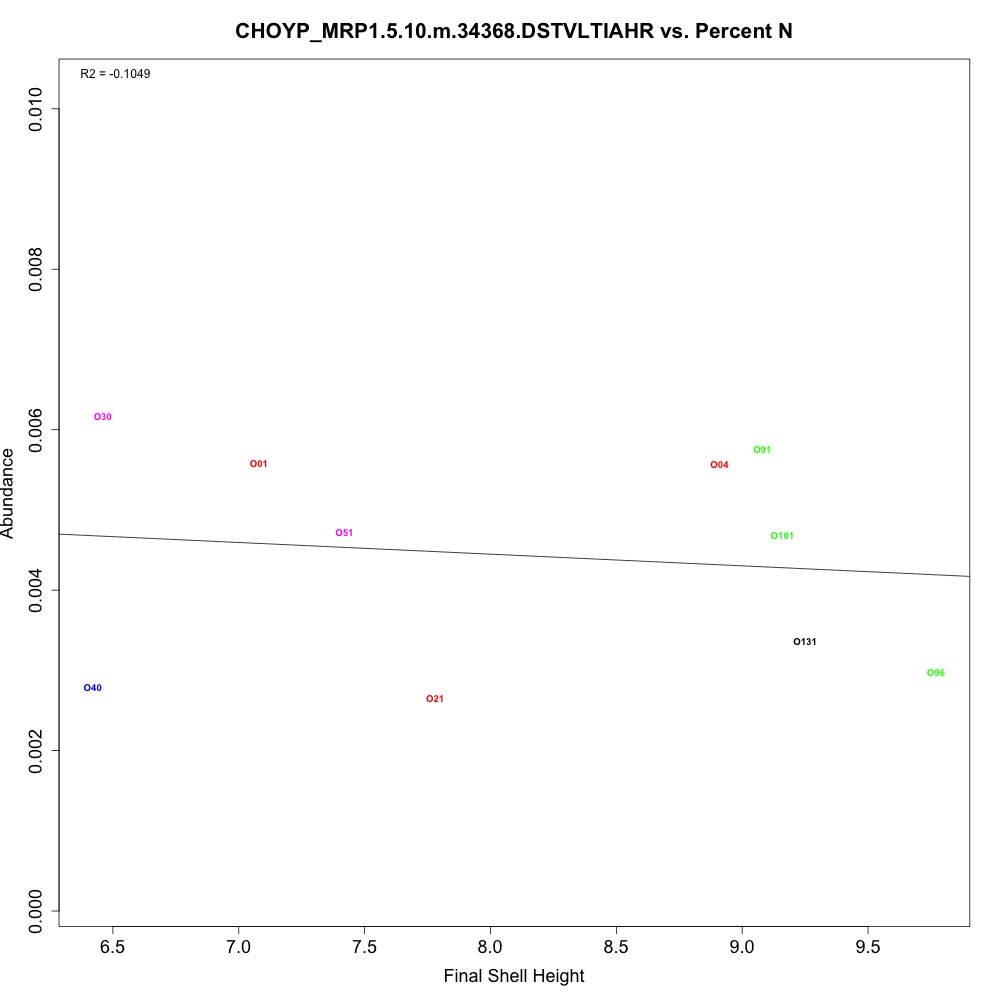 CHOYP_MRP1.5.10.m.34368.DSTVLTIAHR vs. Percent N
R2 = -0.1049
0.010
0.008
0.006
0.004
0.002
0.000
Abundance
O30
O01
O51
O04
O91
O101
O131
O96
O40
O21
6.5 7.0 7.5 8.0 8.5 9.0 9.5
Final Shell Height